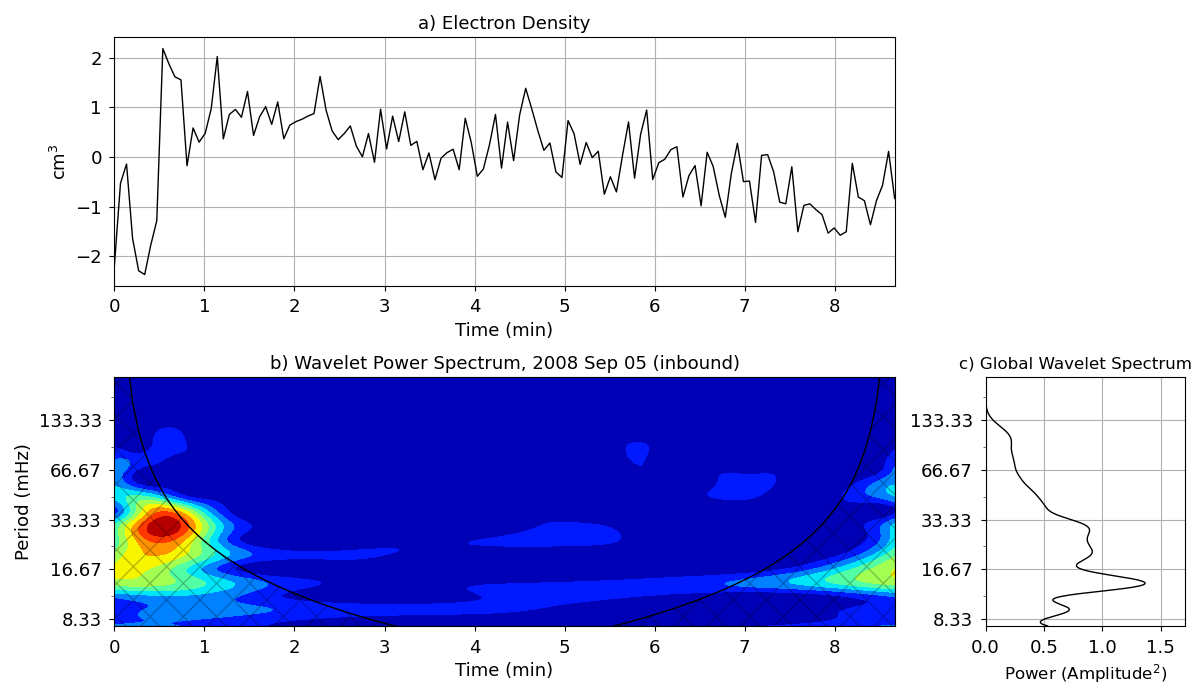 a) Electron Density
cm³
2
1
0
−1
−2
0 1 2 3 4 5 6 7 8
Time (min)
b) Wavelet Power Spectrum, 2008 Sep 05 (inbound)
Period (mHz)
133.33
66.67
33.33
16.67
8.33
0 1 2 3 4 5 6 7 8
Time (min)
c) Global Wavelet Spectrum
133.33
66.67
33.33
16.67
8.33
0.0 0.5 1.0 1.5
Power (Amplitude²)